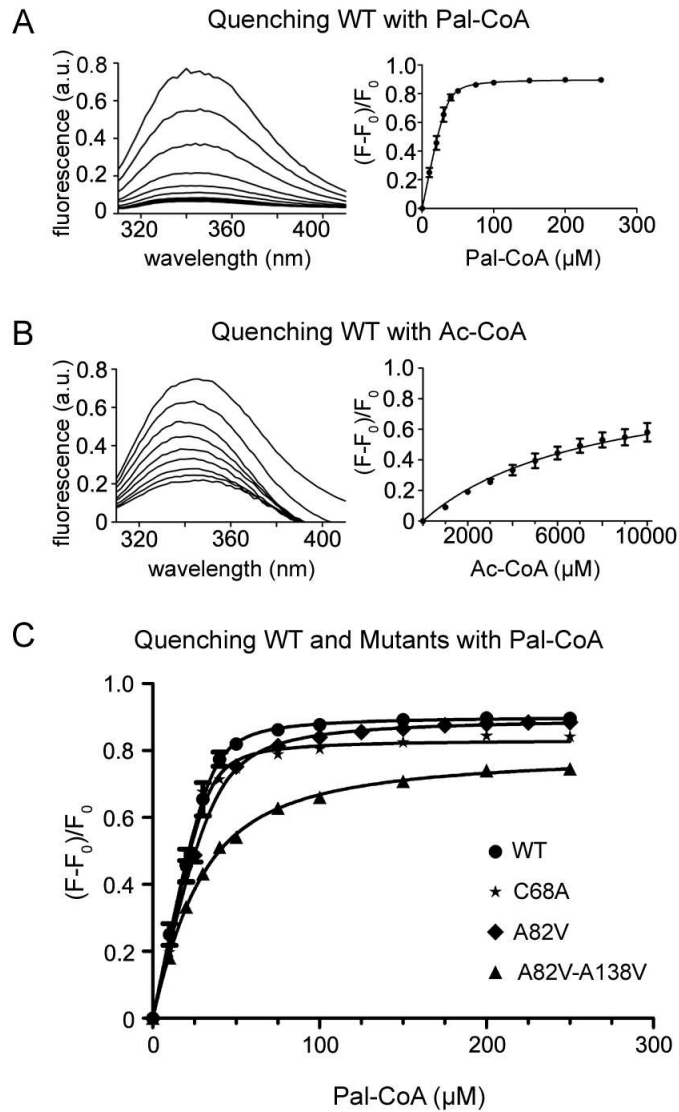 A
Quenching WT with Pal-CoA
fluorescence (a.u.)
0.8
0.6
0.4
0.2
0
320 360 400
wavelength (nm)
(F-F0)/F0
1.0
0.8
0.6
0.4
0.2
0
0 100 200 300
Pal-CoA (µM)
B
Quenching WT with Ac-CoA
fluorescence (a.u.)
0.8
0.6
0.4
0.2
0
320 360 400
wavelength (nm)
(F-F0)/F0
1.0
0.8
0.6
0.4
0.2
0
2000 6000 10000
Ac-CoA (µM)
C
Quenching WT and Mutants with Pal-CoA
(F-F0)/F0
1.0
0.8
0.6
0.4
0.2
0
0 100 200 300
WT
C68A
A82V
A82V-A138V
Pal-CoA (µM)